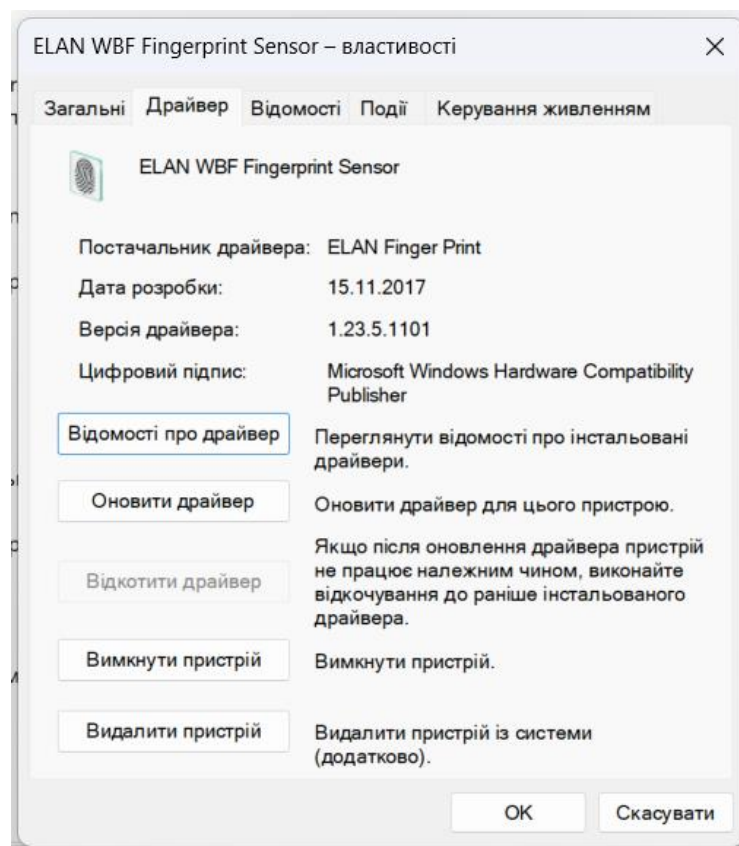 ELAN WBF Fingerprint Sensor – властивості
Загальні Драйвер Відомості Події Керування живленням
ELAN WBF Fingerprint Sensor
Постачальник драйвера: ELAN Finger Print
Дата розробки: 15.11.2017
Версія драйвера: 1.23.5.1101
Цифровий підпис: Microsoft Windows Hardware Compatibility
Publisher
Відомості про драйвер
Переглянути відомості про інстальовані
драйвери.
Оновити драйвер
Оновити драйвер для цього пристрою.
Відкотити драйвер
Якщо після оновлення драйвера пристрій
не працює належним чином, виконайте
відкочування до раніше інстальованого
драйвера.
Вимкнути пристрій
Вимкнути пристрій.
Видалити пристрій
Видалити пристрій із системи
(додатково).
OK Скасувати